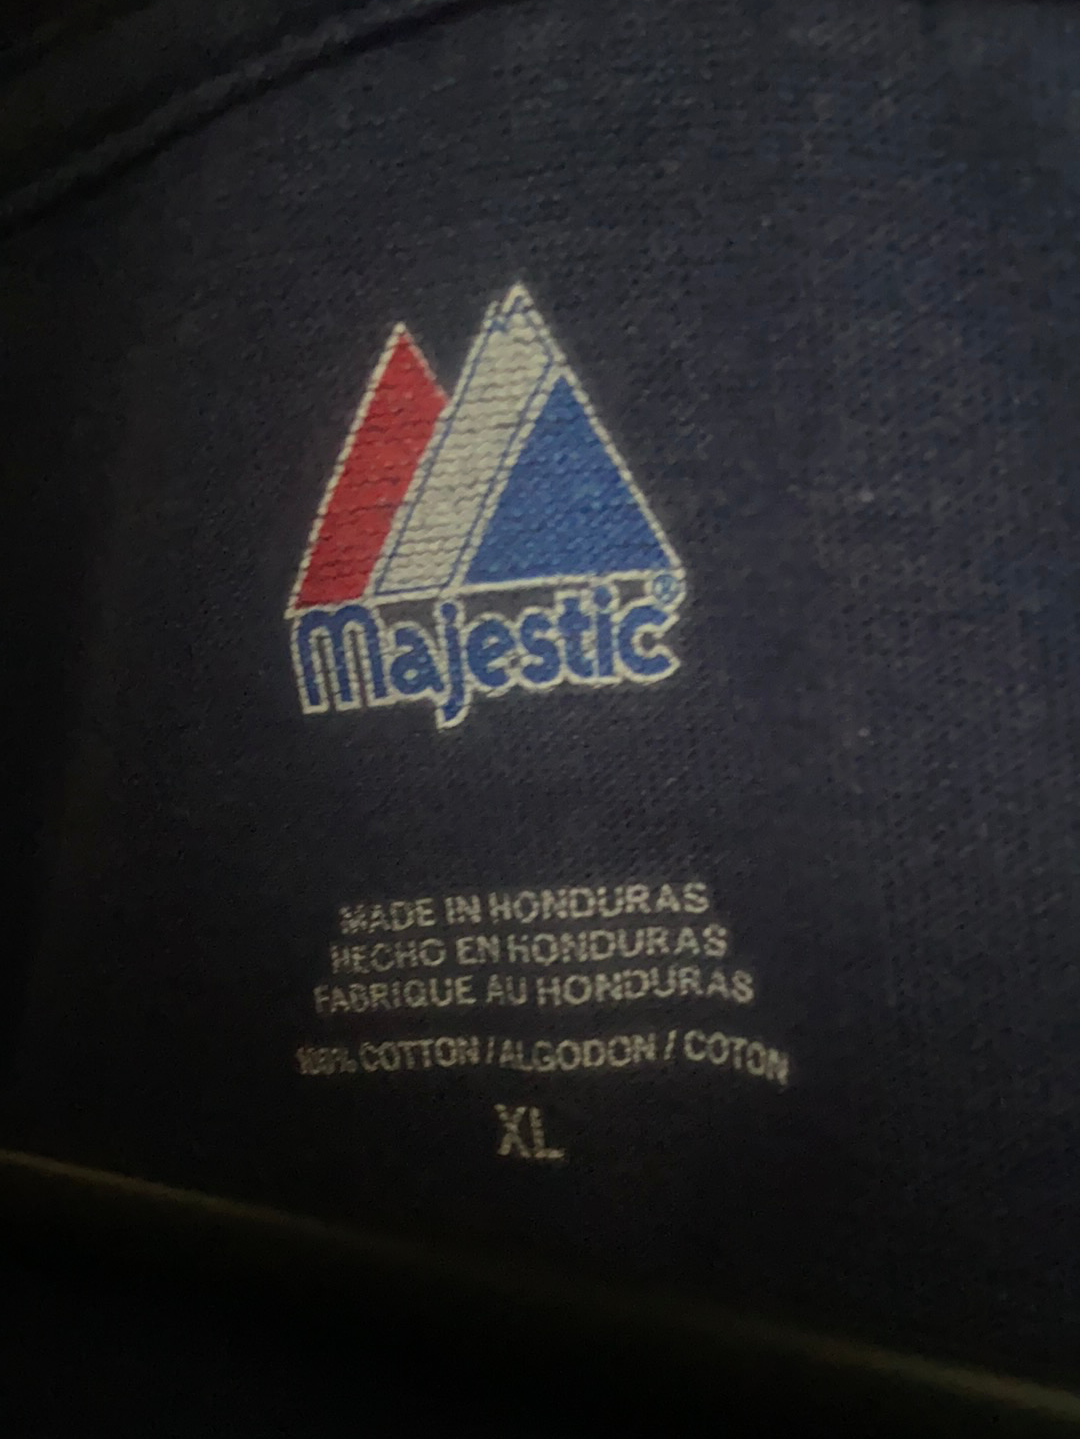 Majestic®
MADE IN HONDURAS
HECHO EN HONDURAS
FABRIQUE AU HONDURAS
100% COTTON / ALGODON / COTON
XL